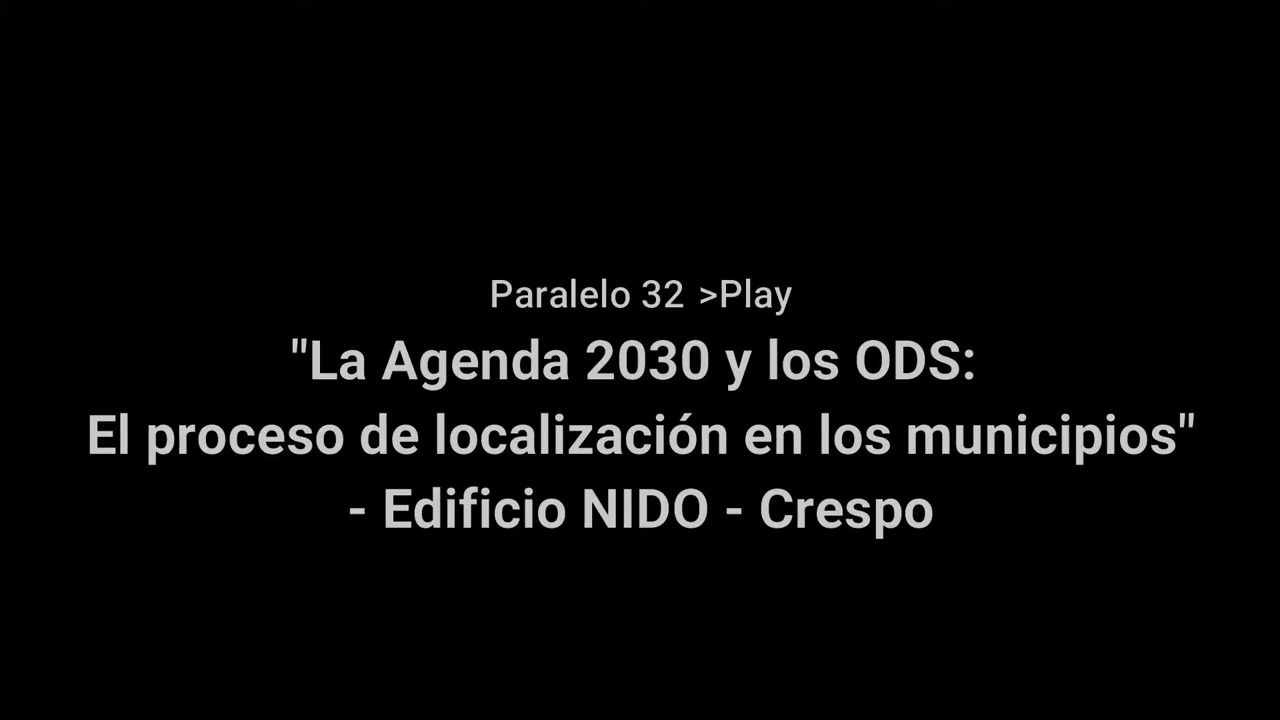 Paralelo 32 >Play
"La Agenda 2030 y los ODS:
El proceso de localización en los municipios"
- Edificio NIDO - Crespo